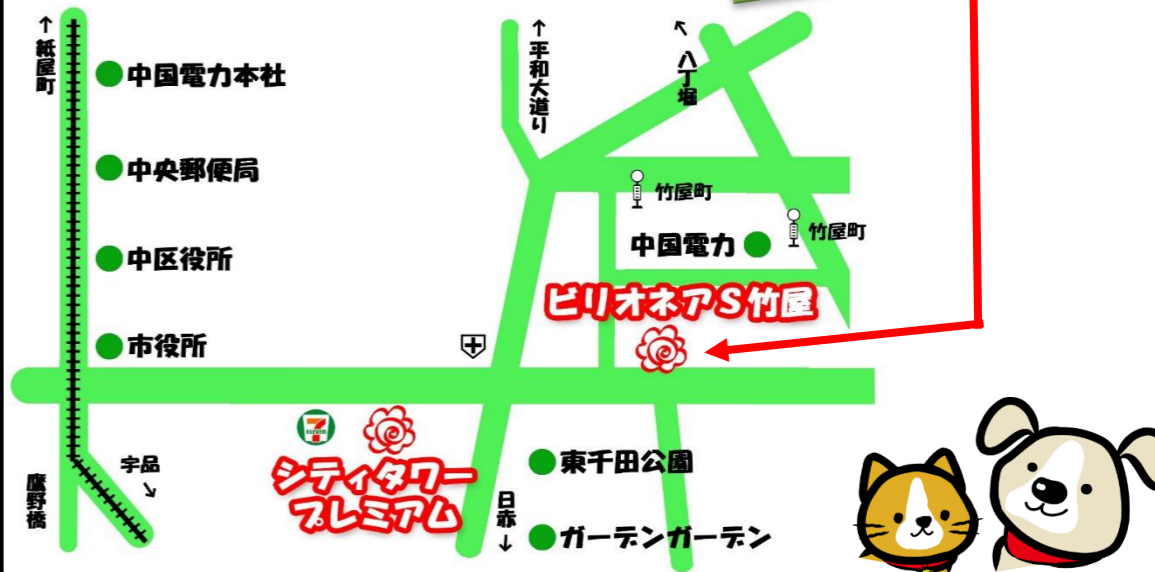 ↑紙屋町
中国電力本社
中央郵便局
中区役所
市役所
鷹野橋
宇品
↑平和大通り
八丁堀
竹屋町
竹屋町
中国電力
ビリオネアS竹屋
7
ELEVEN
シティタワー
プレミアム
日赤↓
東千田公園
ガーデンガーデン